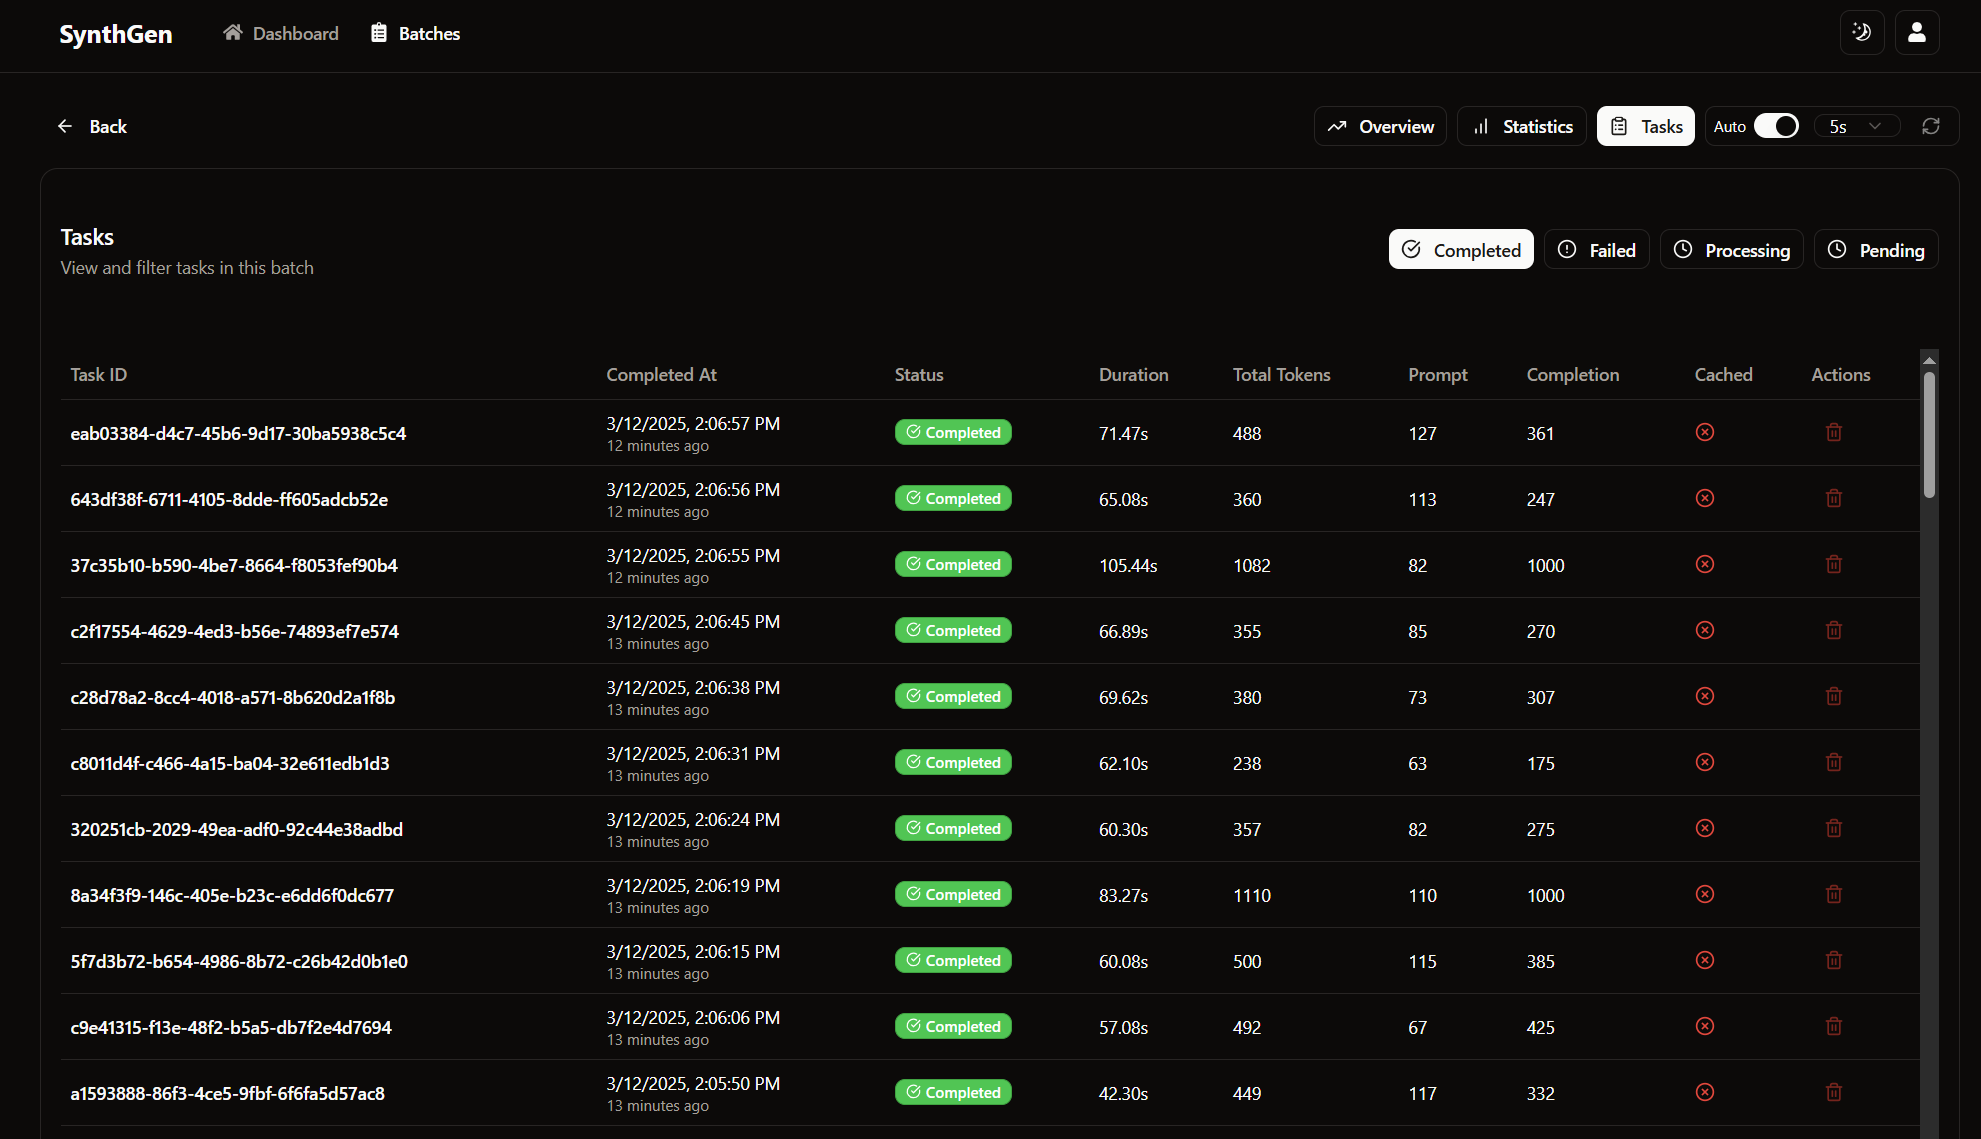 SynthGen Dashboard Batches
Back Overview Statistics Tasks Auto 5s
Tasks
View and filter tasks in this batch
Completed Failed Processing Pending
Task ID Completed At Status Duration Total Tokens Prompt Completion Cached Actions
eab03384-d4c7-45b6-9d17-30ba5938c5c4 3/12/2025, 2:06:57 PM Completed 71.47s 488 127 361
12 minutes ago
643df38f-6711-4105-8dde-ff605adcb52e 3/12/2025, 2:06:56 PM Completed 65.08s 360 113 247
12 minutes ago
37c35b10-b590-4be7-8664-f8053fef90b4 3/12/2025, 2:06:55 PM Completed 105.44s 1082 82 1000
12 minutes ago
c2f17554-4629-4ed3-b56e-74893ef7e574 3/12/2025, 2:06:45 PM Completed 66.89s 355 85 270
13 minutes ago
c28d78a2-8cc4-4018-a571-8b620d2a1f8b 3/12/2025, 2:06:38 PM Completed 69.62s 380 73 307
13 minutes ago
c8011d4f-c466-4a15-ba04-32e611edb1d3 3/12/2025, 2:06:31 PM Completed 62.10s 238 63 175
13 minutes ago
320251cb-2029-49ea-adf0-92c44e38adbd 3/12/2025, 2:06:24 PM Completed 60.30s 357 82 275
13 minutes ago
8a34f3f9-146c-405e-b23c-e6dd6f0dc677 3/12/2025, 2:06:19 PM Completed 83.27s 1110 110 1000
13 minutes ago
5f7d3b72-b654-4986-8b72-c26b42d0b1e0 3/12/2025, 2:06:15 PM Completed 60.08s 500 115 385
13 minutes ago
c9e41315-f13e-48f2-b5a5-db7f2e4d7694 3/12/2025, 2:06:06 PM Completed 57.08s 492 67 425
13 minutes ago
a1593888-86f3-4ce5-9fbf-6f6fa5d57ac8 3/12/2025, 2:05:50 PM Completed 42.30s 449 117 332
13 minutes ago